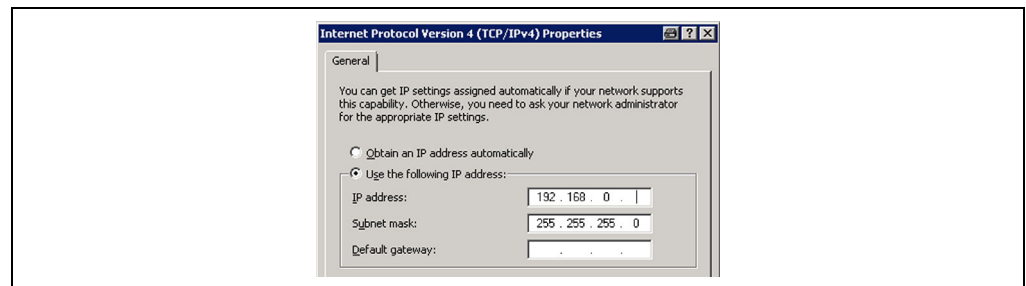 Internet Protocol Version 4 (TCP/IPv4) Properties
General
You can get IP settings assigned automatically if your network supports
this capability. Otherwise, you need to ask your network administrator
for the appropriate IP settings.
Obtain an IP address automatically
Use the following IP address:
IP address: 192 . 168 . 0 .
Subnet mask: 255 . 255 . 255 . 0
Default gateway: . . .